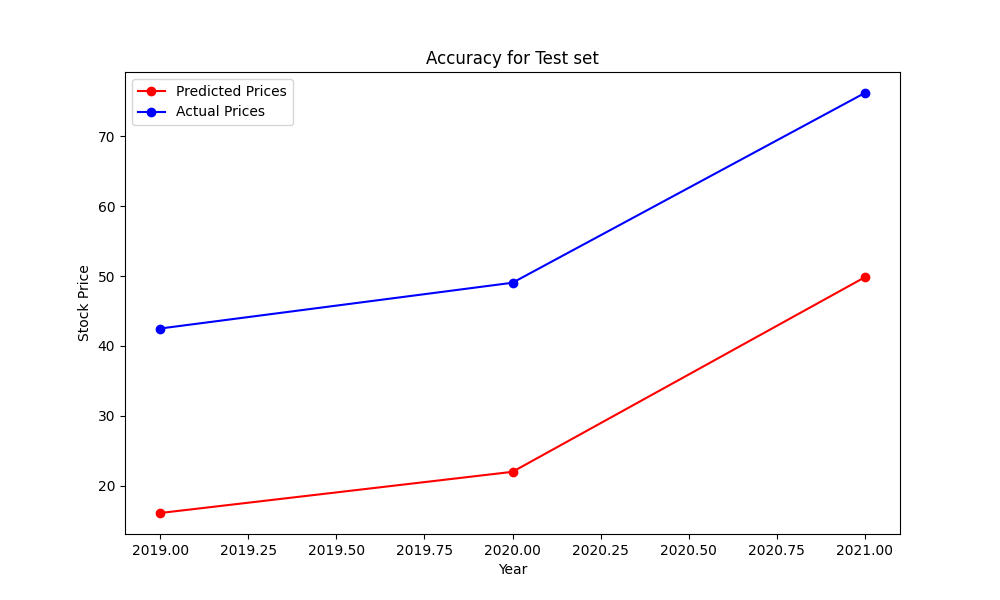 Accuracy for Test set
Predicted Prices
Actual Prices
Stock Price
70
60
50
40
30
20
2019.00 2019.25 2019.50 2019.75 2020.00 2020.25 2020.50 2020.75 2021.00
Year